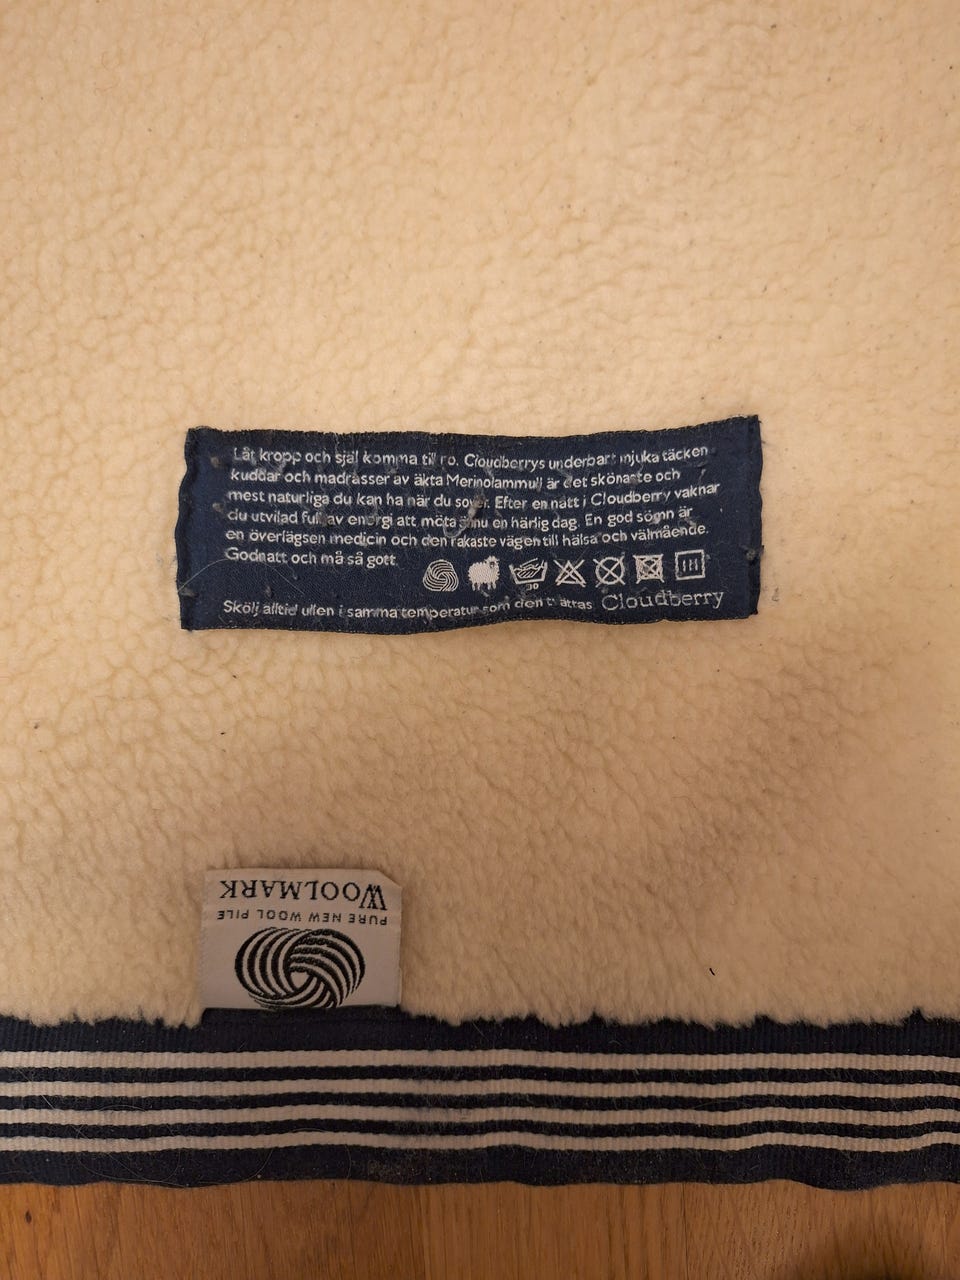 Låt kropp och själ komma till ro. Cloudberrys underbart mjuka täcken
kuddar och madrasser av äkta Merinolammull är det skönaste och
mest naturliga du kan ha när du sover. Efter en natt i Cloudberry vaknar
du utvilad full av energi att möta ännu en härlig dag. En god sömn är
en överlägsen medicin och den rakaste vägen till hälsa och välmående.
Godnatt och må så gott.
30
Skölj alltid ullen i samma temperatur som den tvättas Cloudberry
WOOLMARK
PURE NEW WOOL PILE